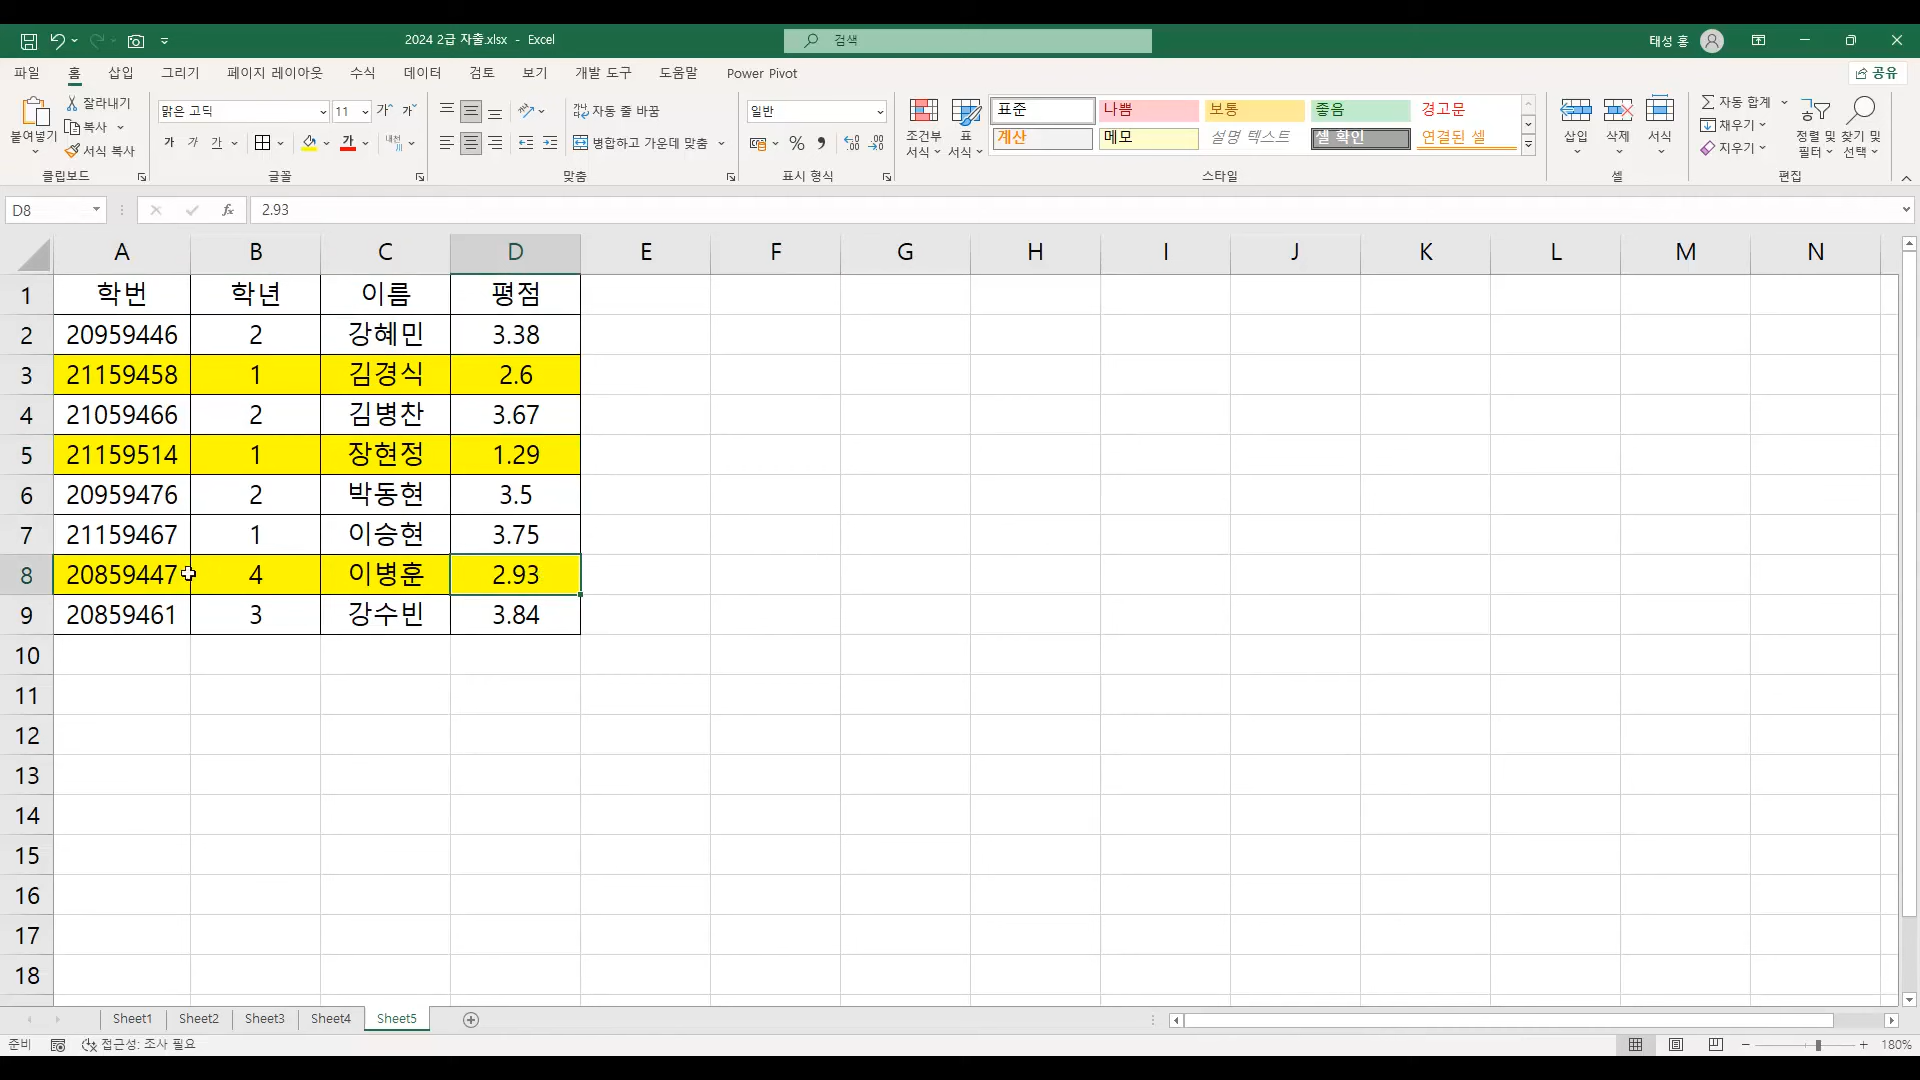 2024 2급 자출.xlsx - Excel
검색
태성 홍
파일 홈 삽입 그리기 페이지 레이아웃 수식 데이터 검토 보기 개발 도구 도움말 Power Pivot
공유
붙여넣기
잘라내기
복사
서식 복사
클립보드
맑은 고딕 11 가 가
가 가 가 가 내천
글꼴
자동 줄 바꿈
병합하고 가운데 맞춤
맞춤
일반
% 9 .00 .00
표시 형식
조건부 서식
표 서식
표준 나쁨 보통 좋음 경고문
계산 메모 설명 텍스트 셀 확인 연결된 셀
스타일
삽입 삭제 서식
셀
자동 합계
채우기
지우기
정렬 및 필터
찾기 및 선택
편집
D8 fx 2.93
A B C D E F G H I J K L M N
1 학번 학년 이름 평점
2 20959446 2 강혜민 3.38
3 21159458 1 김경식 2.6
4 21059466 2 김병찬 3.67
5 21159514 1 장현정 1.29
6 20959476 2 박동현 3.5
7 21159467 1 이승현 3.75
8 20859447 4 이병훈 2.93
9 20859461 3 강수빈 3.84
10
11
12
13
14
15
16
17
18
Sheet1 Sheet2 Sheet3 Sheet4 Sheet5
준비 접근성: 조사 필요 180%